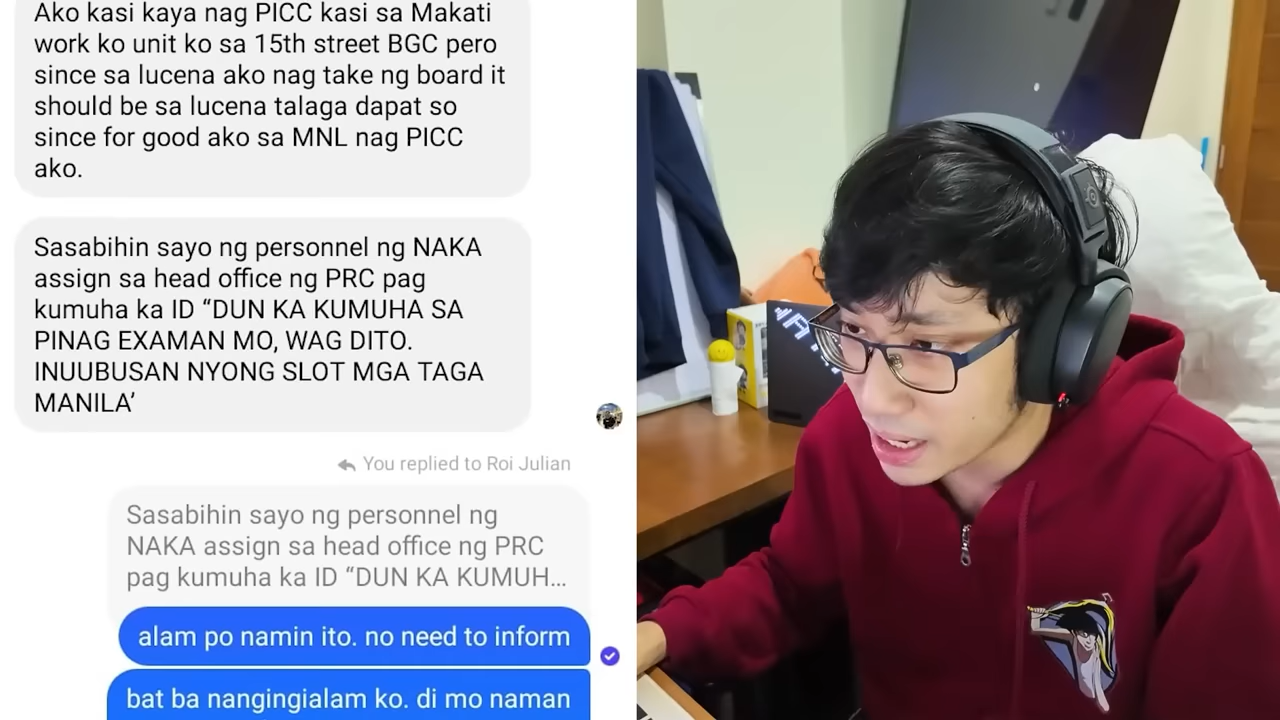 Ako kasi kaya nag PICC kasi sa Makati
work ko unit ko sa 15th street BGC pero
since sa lucena ako nag take ng board it
should be sa lucena talaga dapat so
since for good ako sa MNL nag PICC
ako.
Sasabihin sayo ng personnel ng NAKA
assign sa head office ng PRC pag
kumuha ka ID “DUN KA KUMUHA SA
PINAG EXAMAN MO, WAG DITO.
INUUBUSAN NYONG SLOT MGA TAGA
MANILA’
You replied to Roi Julian
Sasabihin sayo ng personnel ng
NAKA assign sa head office ng PRC
pag kumuha ka ID “DUN KA KUMUH...
alam po namin ito. no need to inform
bat ba nangingialam ko. di mo naman